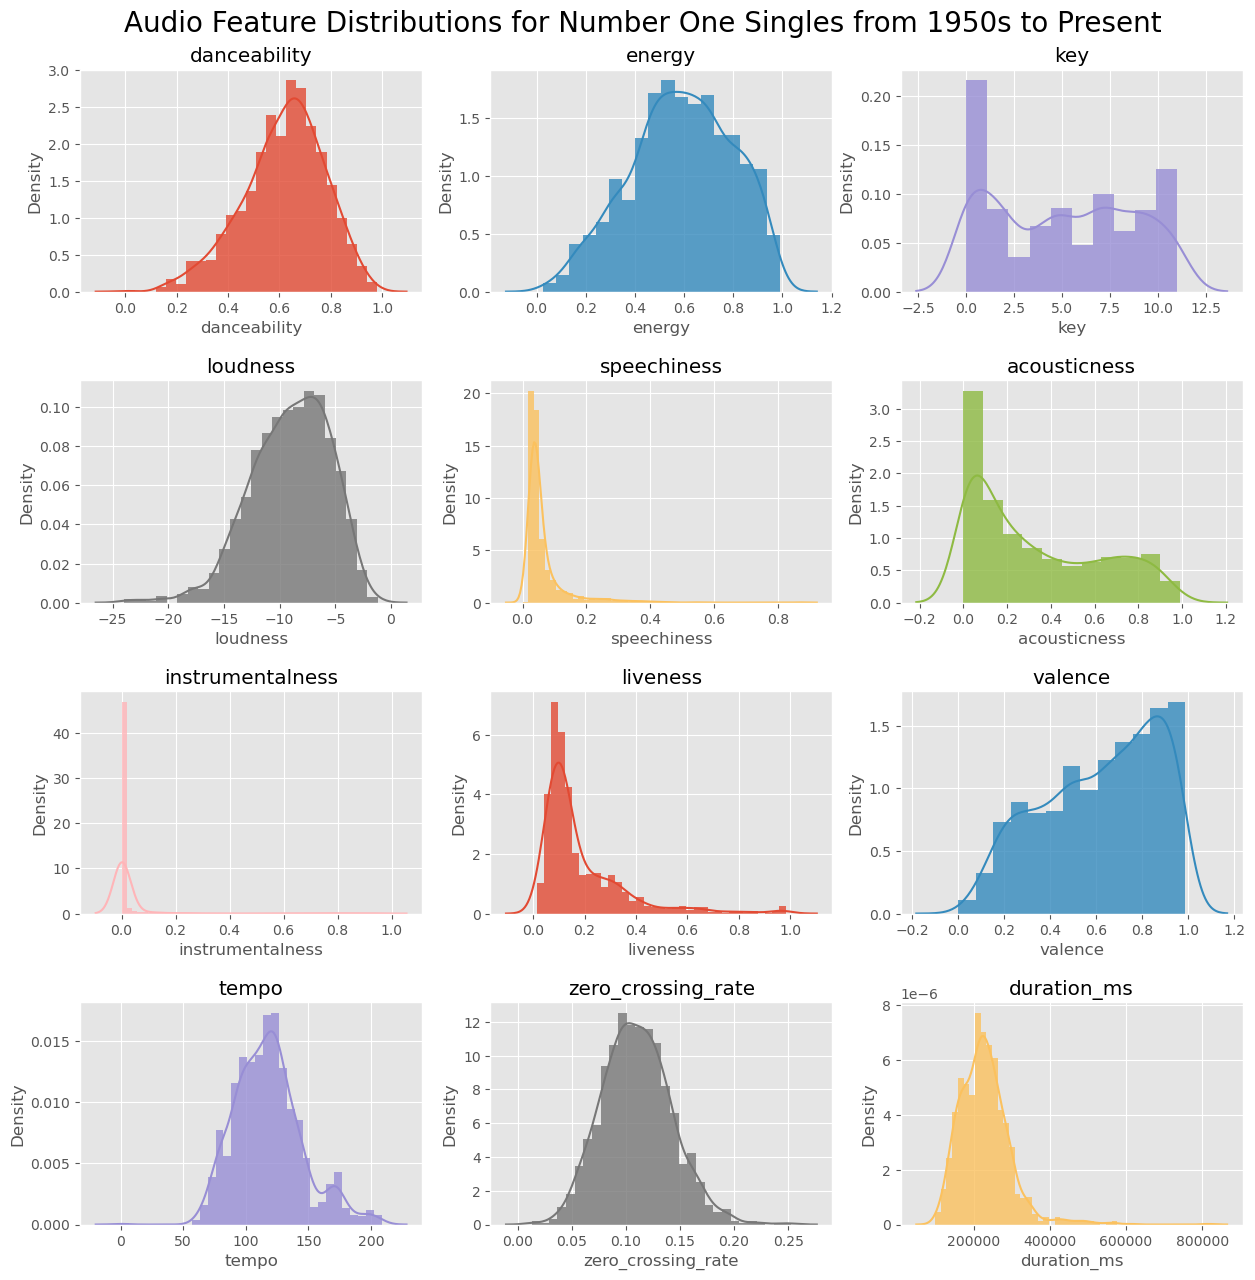 Audio Feature Distributions for Number One Singles from 1950s to Present
danceability
energy
key
3.0
2.5
2.0
1.5
1.0
0.5
0.0
Density
0.0 0.2 0.4 0.6 0.8 1.0
danceability
1.5
1.0
0.5
0.0
Density
0.0 0.2 0.4 0.6 0.8 1.0 1.2
energy
0.20
0.15
0.10
0.05
0.00
Density
−2.5 0.0 2.5 5.0 7.5 10.0 12.5
key
loudness
speechiness
acousticness
0.10
0.08
0.06
0.04
0.02
0.00
Density
−25 −20 −15 −10 −5 0
loudness
20
15
10
5
0
Density
0.0 0.2 0.4 0.6 0.8
speechiness
3.0
2.5
2.0
1.5
1.0
0.5
0.0
Density
−0.2 0.0 0.2 0.4 0.6 0.8 1.0 1.2
acousticness
instrumentalness
liveness
valence
40
30
20
10
0
Density
0.0 0.2 0.4 0.6 0.8 1.0
instrumentalness
6
4
2
0
Density
0.0 0.2 0.4 0.6 0.8 1.0
liveness
1.5
1.0
0.5
0.0
Density
−0.2 0.0 0.2 0.4 0.6 0.8 1.0 1.2
valence
tempo
zero_crossing_rate
duration_ms
0.015
0.010
0.005
0.000
Density
0 50 100 150 200
tempo
12
10
8
6
4
2
0
Density
0.00 0.05 0.10 0.15 0.20 0.25
zero_crossing_rate
1e−6
8
6
4
2
0
Density
200000 400000 600000 800000
duration_ms